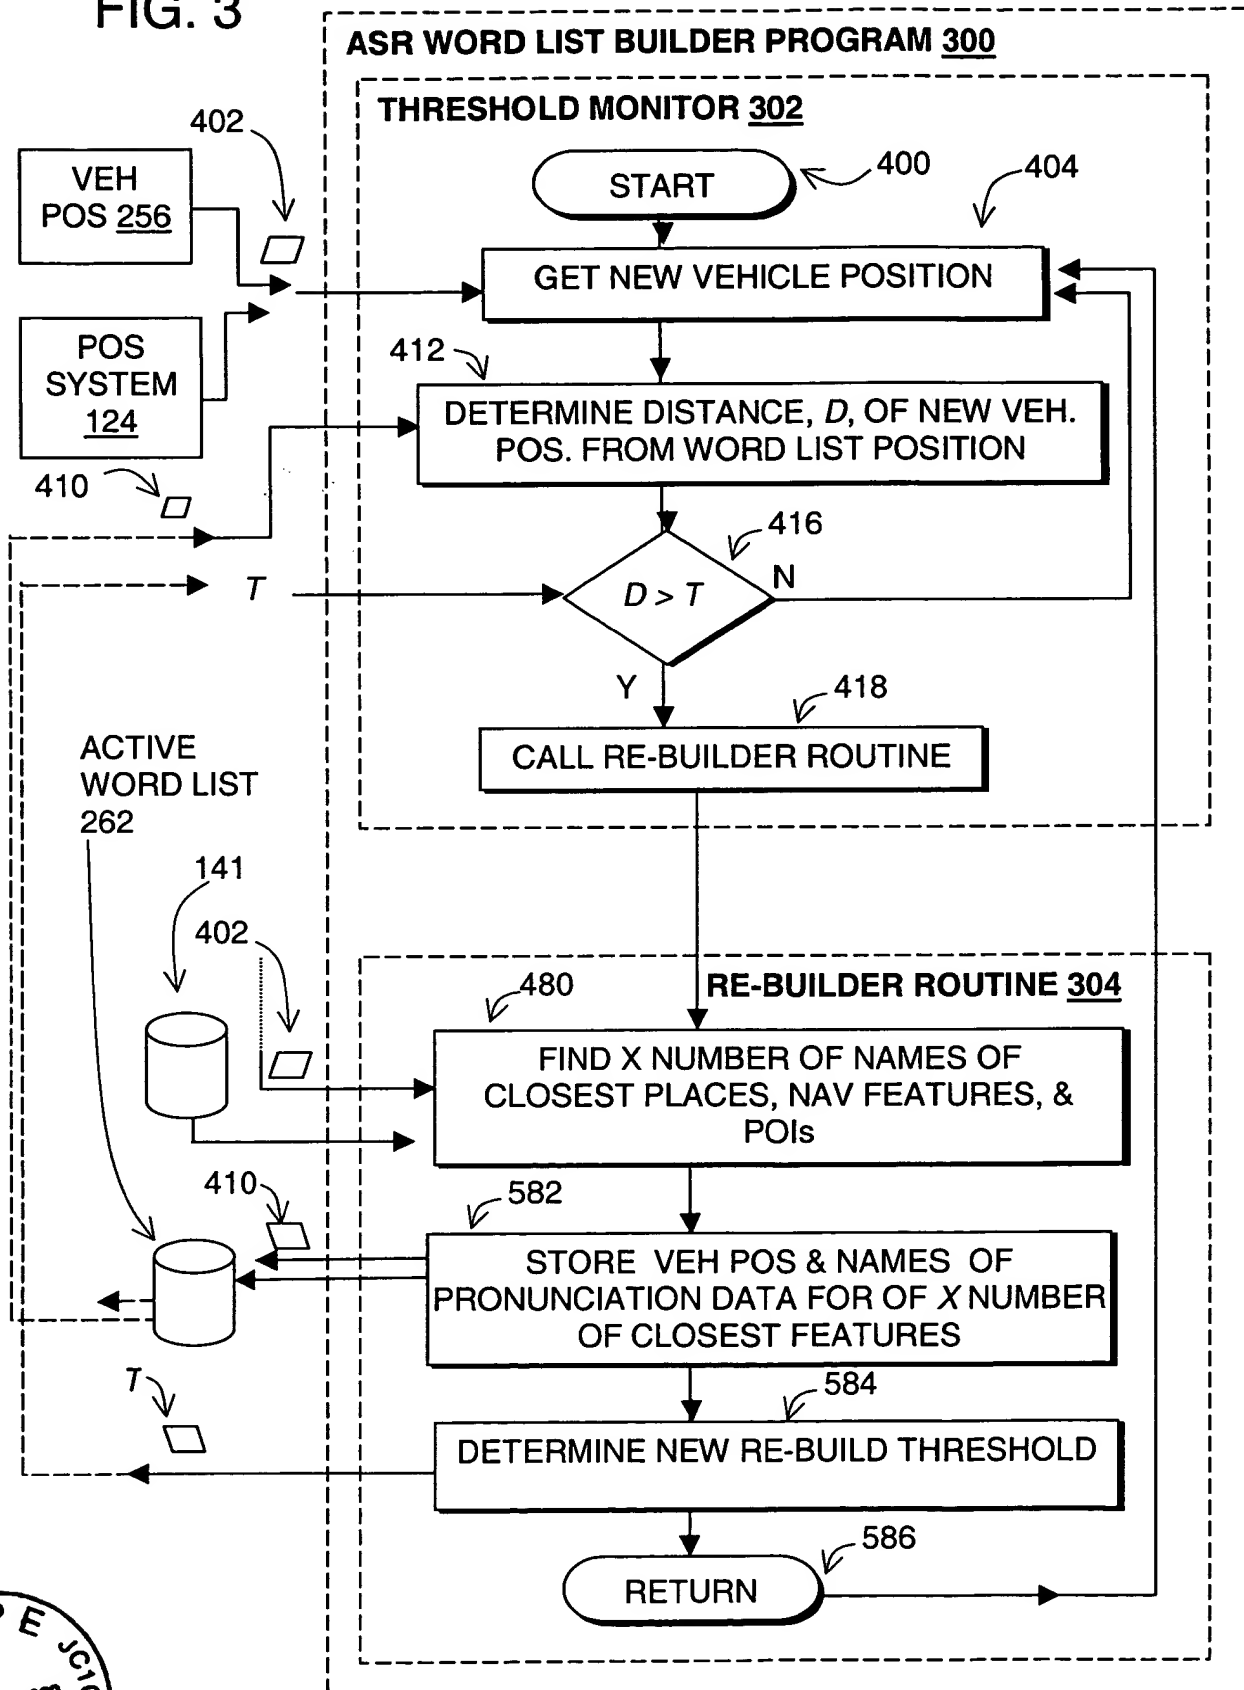 FIG. 3
ASR WORD LIST BUILDER PROGRAM 300
THRESHOLD MONITOR 302
402
VEH
POS 256
START
400
404
GET NEW VEHICLE POSITION
POS
SYSTEM
124
412
DETERMINE DISTANCE, D, OF NEW VEH.
POS. FROM WORD LIST POSITION
410
416
T
D > T
N
Y
418
CALL RE-BUILDER ROUTINE
ACTIVE
WORD LIST
262
141
402
RE-BUILDER ROUTINE 304
480
FIND X NUMBER OF NAMES OF
CLOSEST PLACES, NAV FEATURES, &
POIs
410
582
STORE VEH POS & NAMES OF
PRONUNCIATION DATA FOR OF X NUMBER
OF CLOSEST FEATURES
T
584
DETERMINE NEW RE-BUILD THRESHOLD
586
RETURN